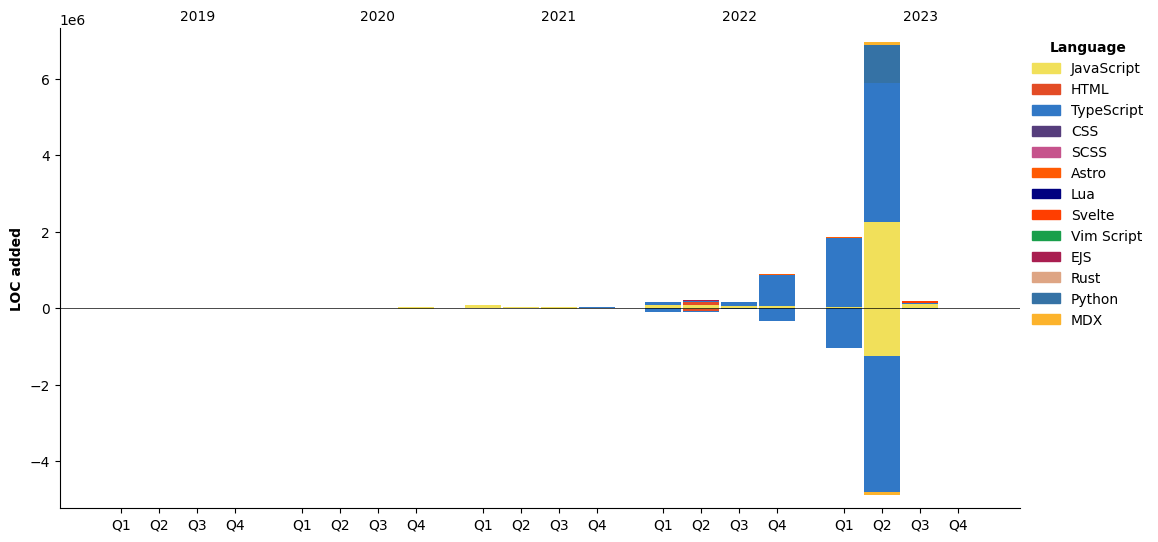 1e6
2019 2020 2021 2022 2023
Language
JavaScript
HTML
TypeScript
CSS
SCSS
Astro
Lua
Svelte
Vim Script
EJS
Rust
Python
MDX
LOC added
6
4
2
0
−2
−4
Q1 Q2 Q3 Q4 Q1 Q2 Q3 Q4 Q1 Q2 Q3 Q4 Q1 Q2 Q3 Q4 Q1 Q2 Q3 Q4